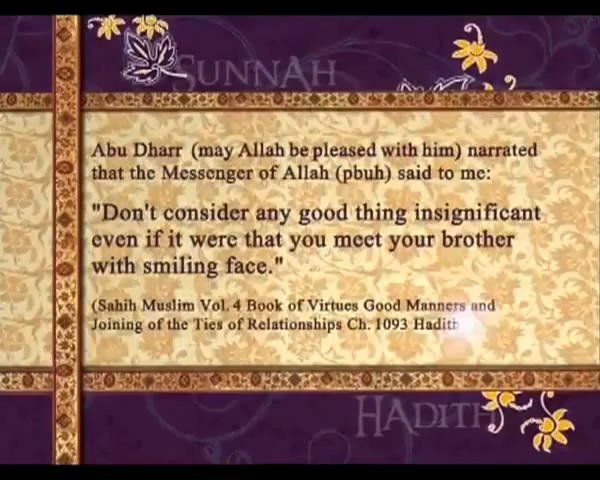 SUNNAH
Abu Dharr (may Allah be pleased with him) narrated
that the Messenger of Allah (pbuh) said to me:
"Don't consider any good thing insignificant
even if it were that you meet your brother
with smiling face."
(Sahih Muslim Vol. 4 Book of Virtues Good Manners and
Joining of the Ties of Relationships Ch. 1093 Hadith
HADITH